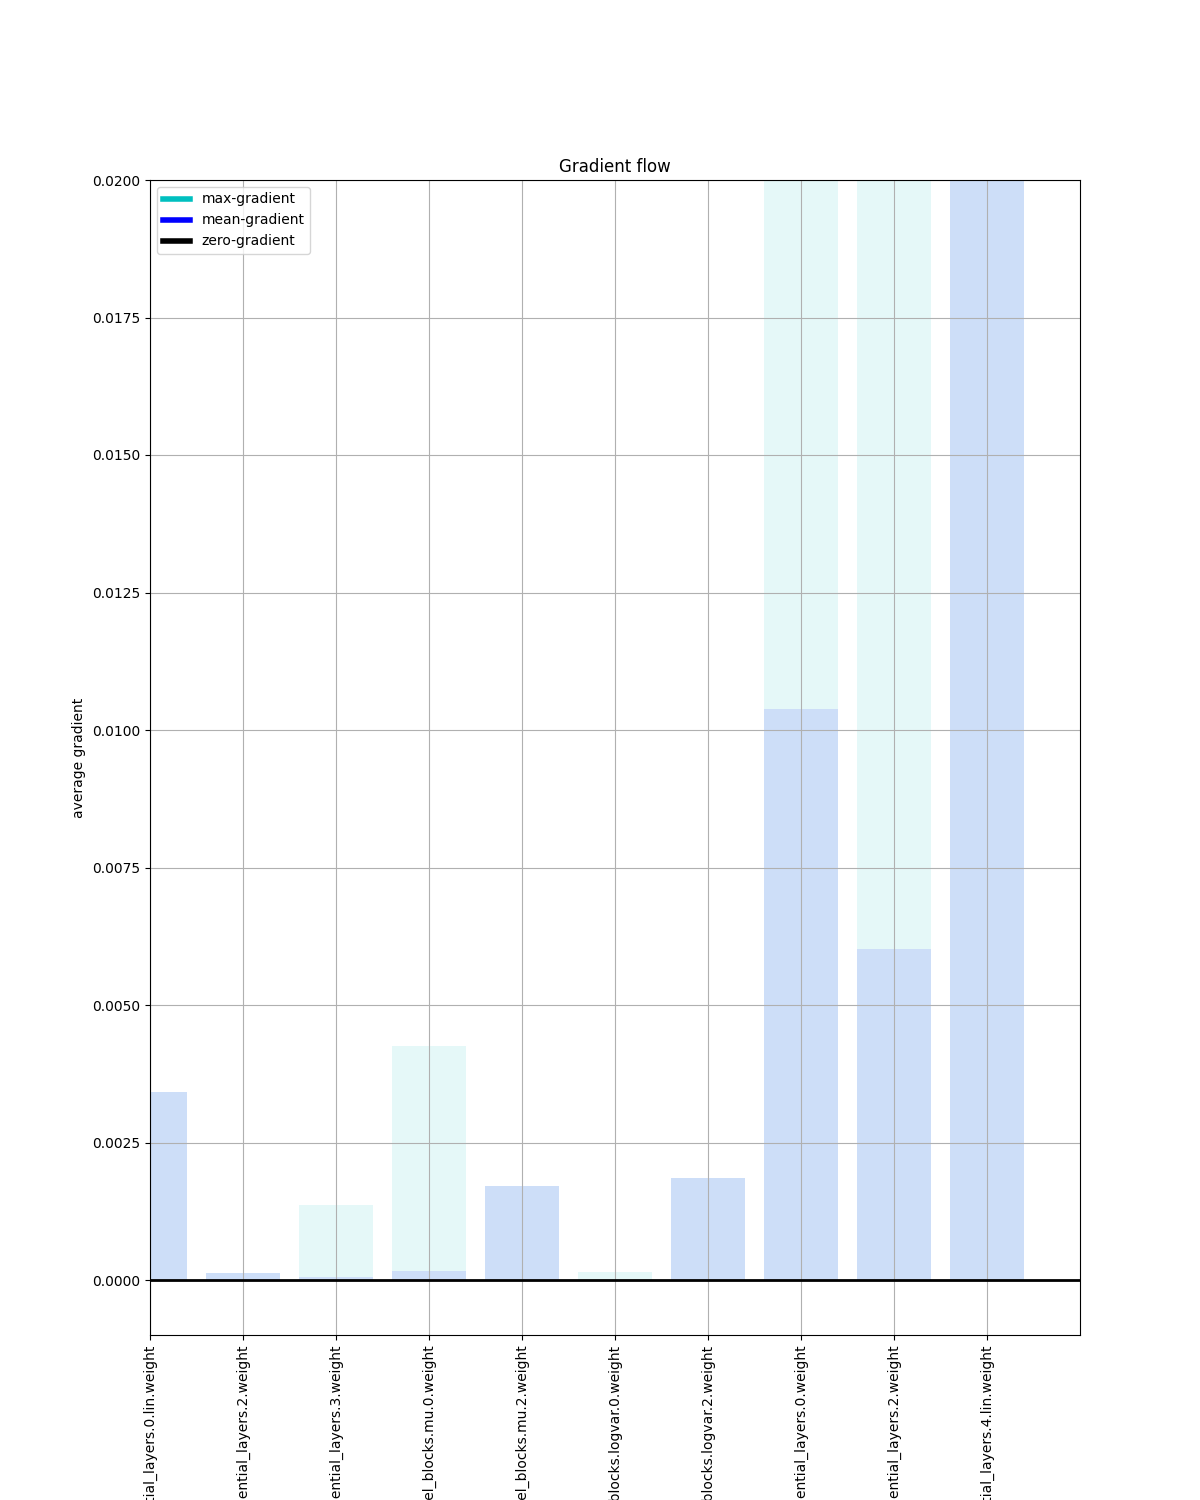 Gradient flow
max-gradient
mean-gradient
zero-gradient
0.0200
0.0175
0.0150
0.0125
0.0100
0.0075
0.0050
0.0025
0.0000
average gradient
tial_layers.0.lin.weight
ential_layers.2.weight
ential_layers.3.weight
el_blocks.mu.0.weight
el_blocks.mu.2.weight
blocks.logvar.0.weight
blocks.logvar.2.weight
ential_layers.0.weight
ential_layers.2.weight
tial_layers.4.lin.weight